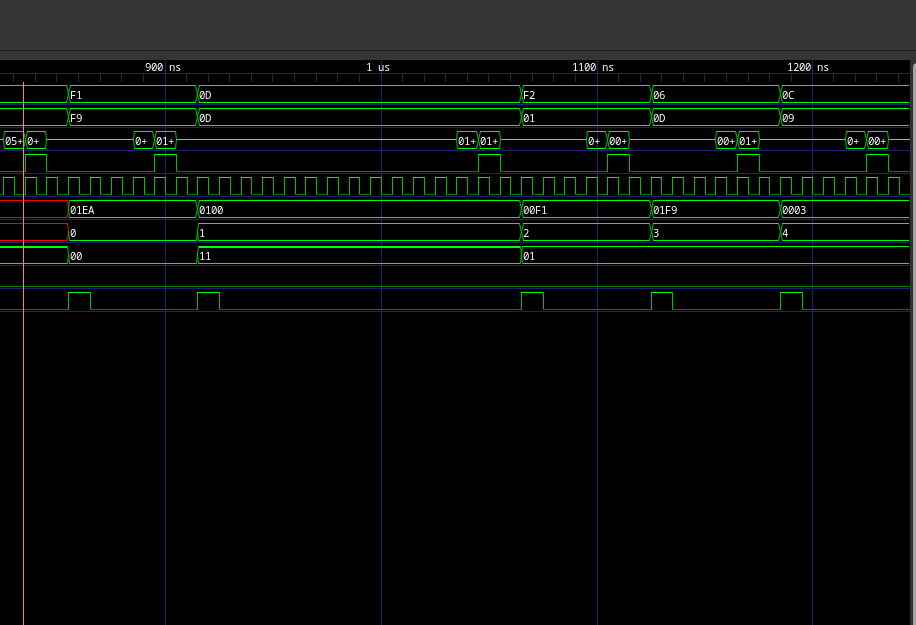 900 ns 1 us 1100 ns 1200 ns
F1 0D F2 06 0C
F9 0D 01 0D 09
05+ 0+ 0+ 01+ 01+ 01+ 0+ 00+ 00+ 01+ 0+ 00+
01EA 0100 00F1 01F9 0003
0 1 2 3 4
00 11 01